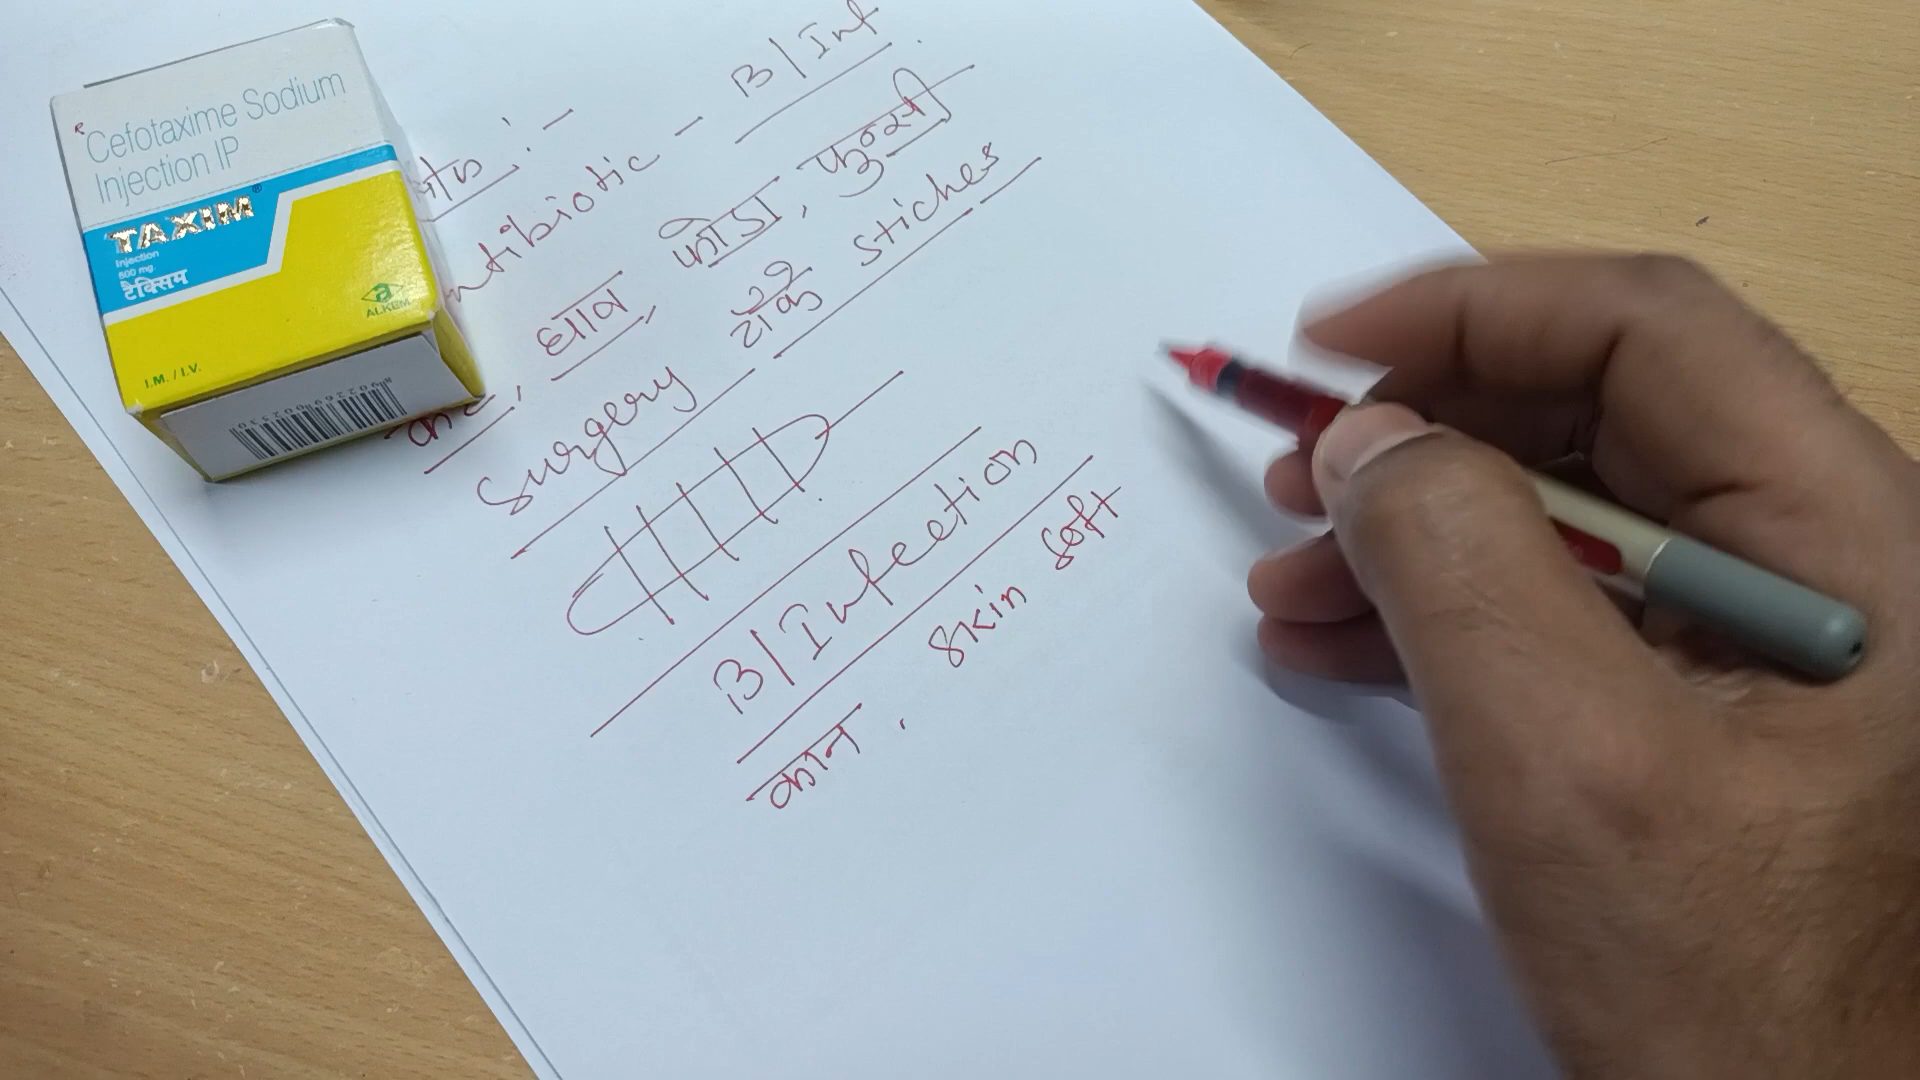 Cefotaxime Sodium
Injection IP
TAXIM®
Injection
500 mg.
टैक्सिम
ALKEM
I.M. / I.V.
:-
ntibiotic - B/Inf
घाव, फोडा, फुन्सी
Surgery टाँके stiches
B/Infection
कान, skin soft